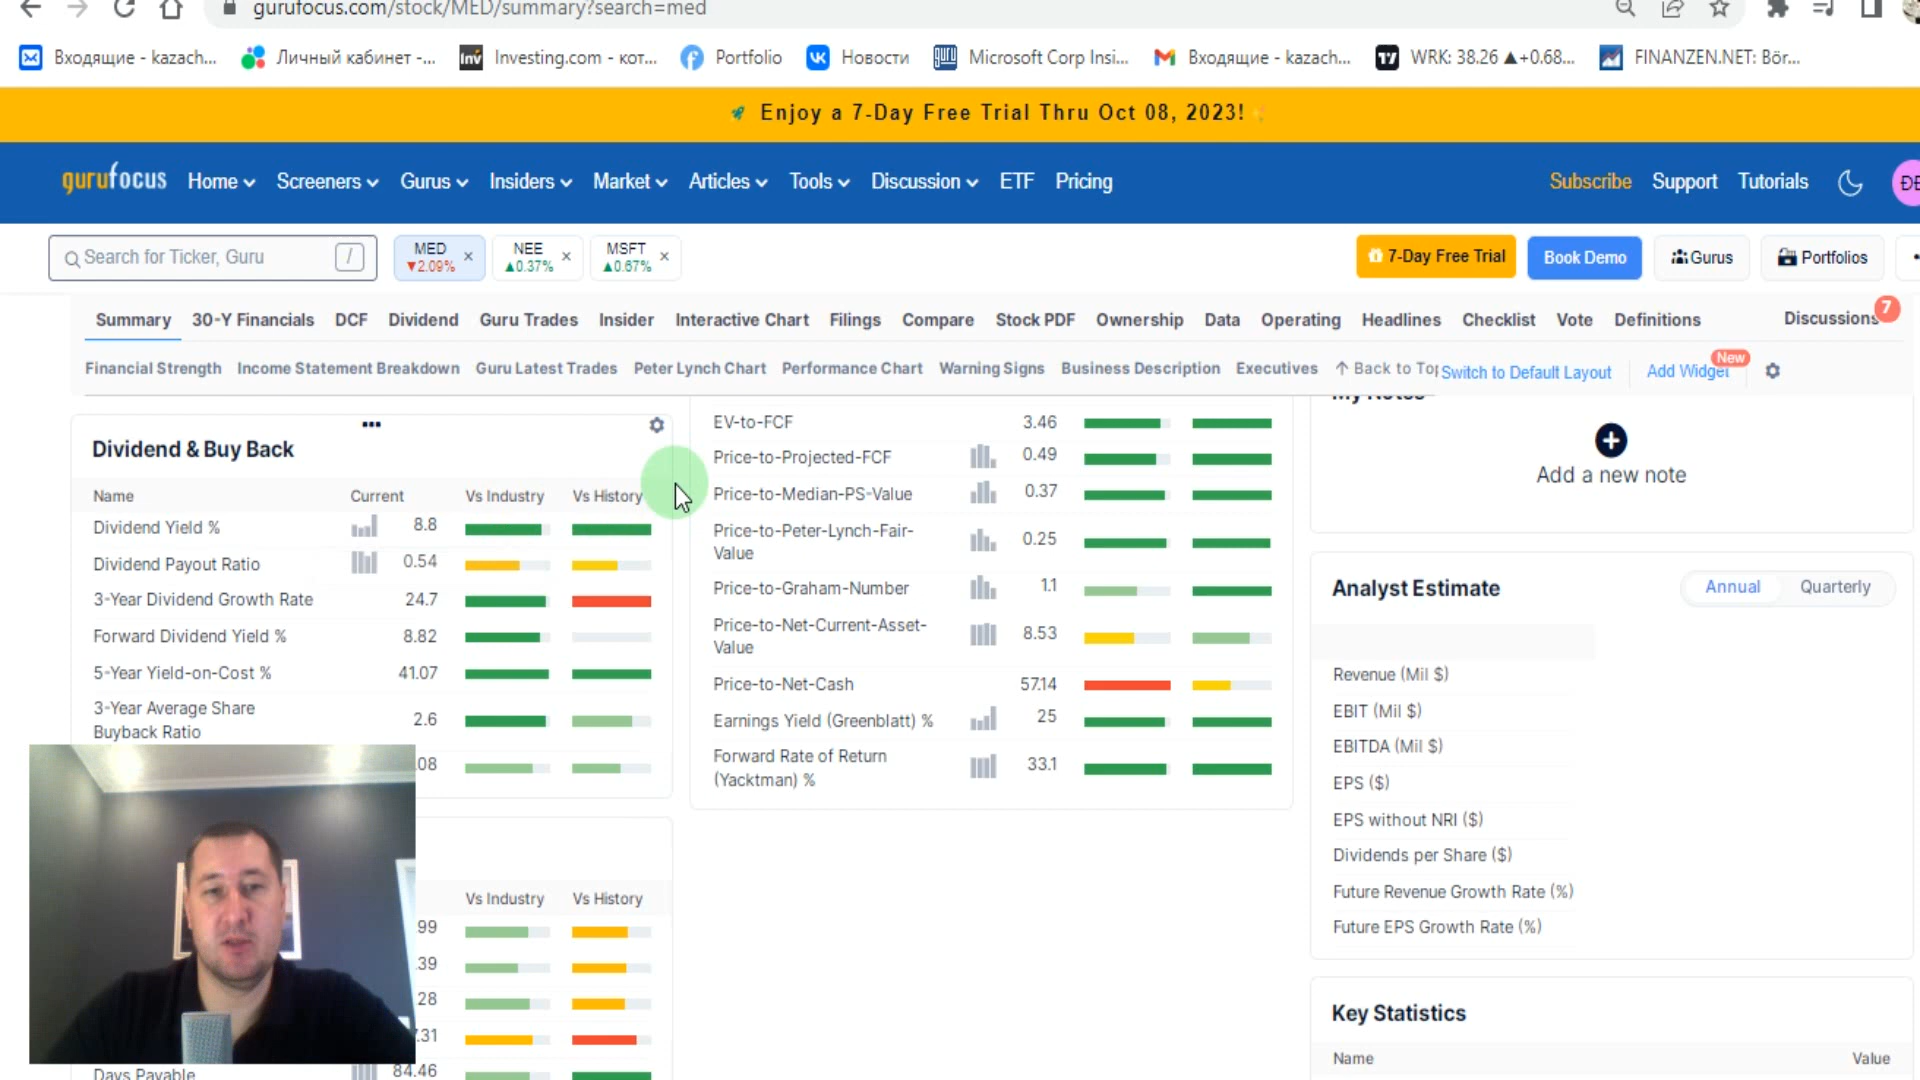 gurufocus.com/stock/MED/summary?search=med
Входящие - kazach... Личный кабинет -... Inv Investing.com - кот... Portfolio Новости guru Microsoft Corp Insi... Входящие - kazach... WRK: 38.26 ▲+0.68... FINANZEN.NET: Bör...
Enjoy a 7-Day Free Trial Thru Oct 08, 2023!
gurufocus Home Screeners Gurus Insiders Market Articles Tools Discussion ETF Pricing Subscribe Support Tutorials
Search for Ticker, Guru / MED ▼2.09% × NEE ▲0.37% × MSFT ▲0.67% × 7-Day Free Trial Book Demo Gurus Portfolios
Summary 30-Y Financials DCF Dividend Guru Trades Insider Interactive Chart Filings Compare Stock PDF Ownership Data Operating Headlines Checklist Vote Definitions Discussions 7
Financial Strength Income Statement Breakdown Guru Latest Trades Peter Lynch Chart Performance Chart Warning Signs Business Description Executives ↑ Back to Top Switch to Default Layout Add Widget New
Dividend & Buy Back
Name Current Vs Industry Vs History
Dividend Yield % 8.8
Dividend Payout Ratio 0.54
3-Year Dividend Growth Rate 24.7
Forward Dividend Yield % 8.82
5-Year Yield-on-Cost % 41.07
3-Year Average Share
Buyback Ratio 2.6
.08
Vs Industry Vs History
.99
.39
.28
.31
Days Payable 84.46
EV-to-FCF 3.46
Price-to-Projected-FCF 0.49
Price-to-Median-PS-Value 0.37
Price-to-Peter-Lynch-Fair-
Value 0.25
Price-to-Graham-Number 1.1
Price-to-Net-Current-Asset-
Value 8.53
Price-to-Net-Cash 57.14
Earnings Yield (Greenblatt) % 25
Forward Rate of Return
(Yacktman) % 33.1
My Notes
Add a new note
Analyst Estimate Annual Quarterly
Revenue (Mil $)
EBIT (Mil $)
EBITDA (Mil $)
EPS ($)
EPS without NRI ($)
Dividends per Share ($)
Future Revenue Growth Rate (%)
Future EPS Growth Rate (%)
Key Statistics
Name Value